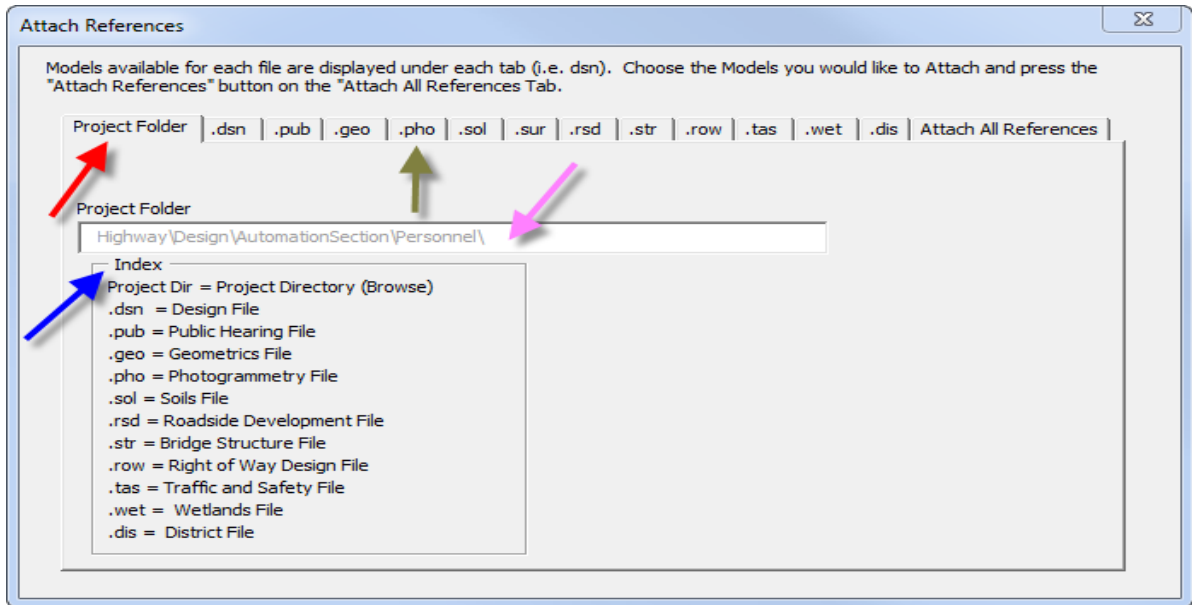 Attach References
Models available for each file are displayed under each tab (i.e. dsn).  Choose the Models you would like to Attach and press the
"Attach References" button on the "Attach All References Tab.
Project Folder .dsn .pub .geo .pho .sol .sur .rsd .str .row .tas .wet .dis Attach All References
Project Folder
Highway\Design\AutomationSection\Personnel\
Index
Project Dir = Project Directory (Browse)
.dsn  = Design File
.pub = Public Hearing File
.geo = Geometrics File
.pho = Photogrammetry File
.sol = Soils File
.rsd = Roadside Development File
.str = Bridge Structure File
.row = Right of Way Design File
.tas = Traffic and Safety File
.wet =  Wetlands File
.dis =  District File